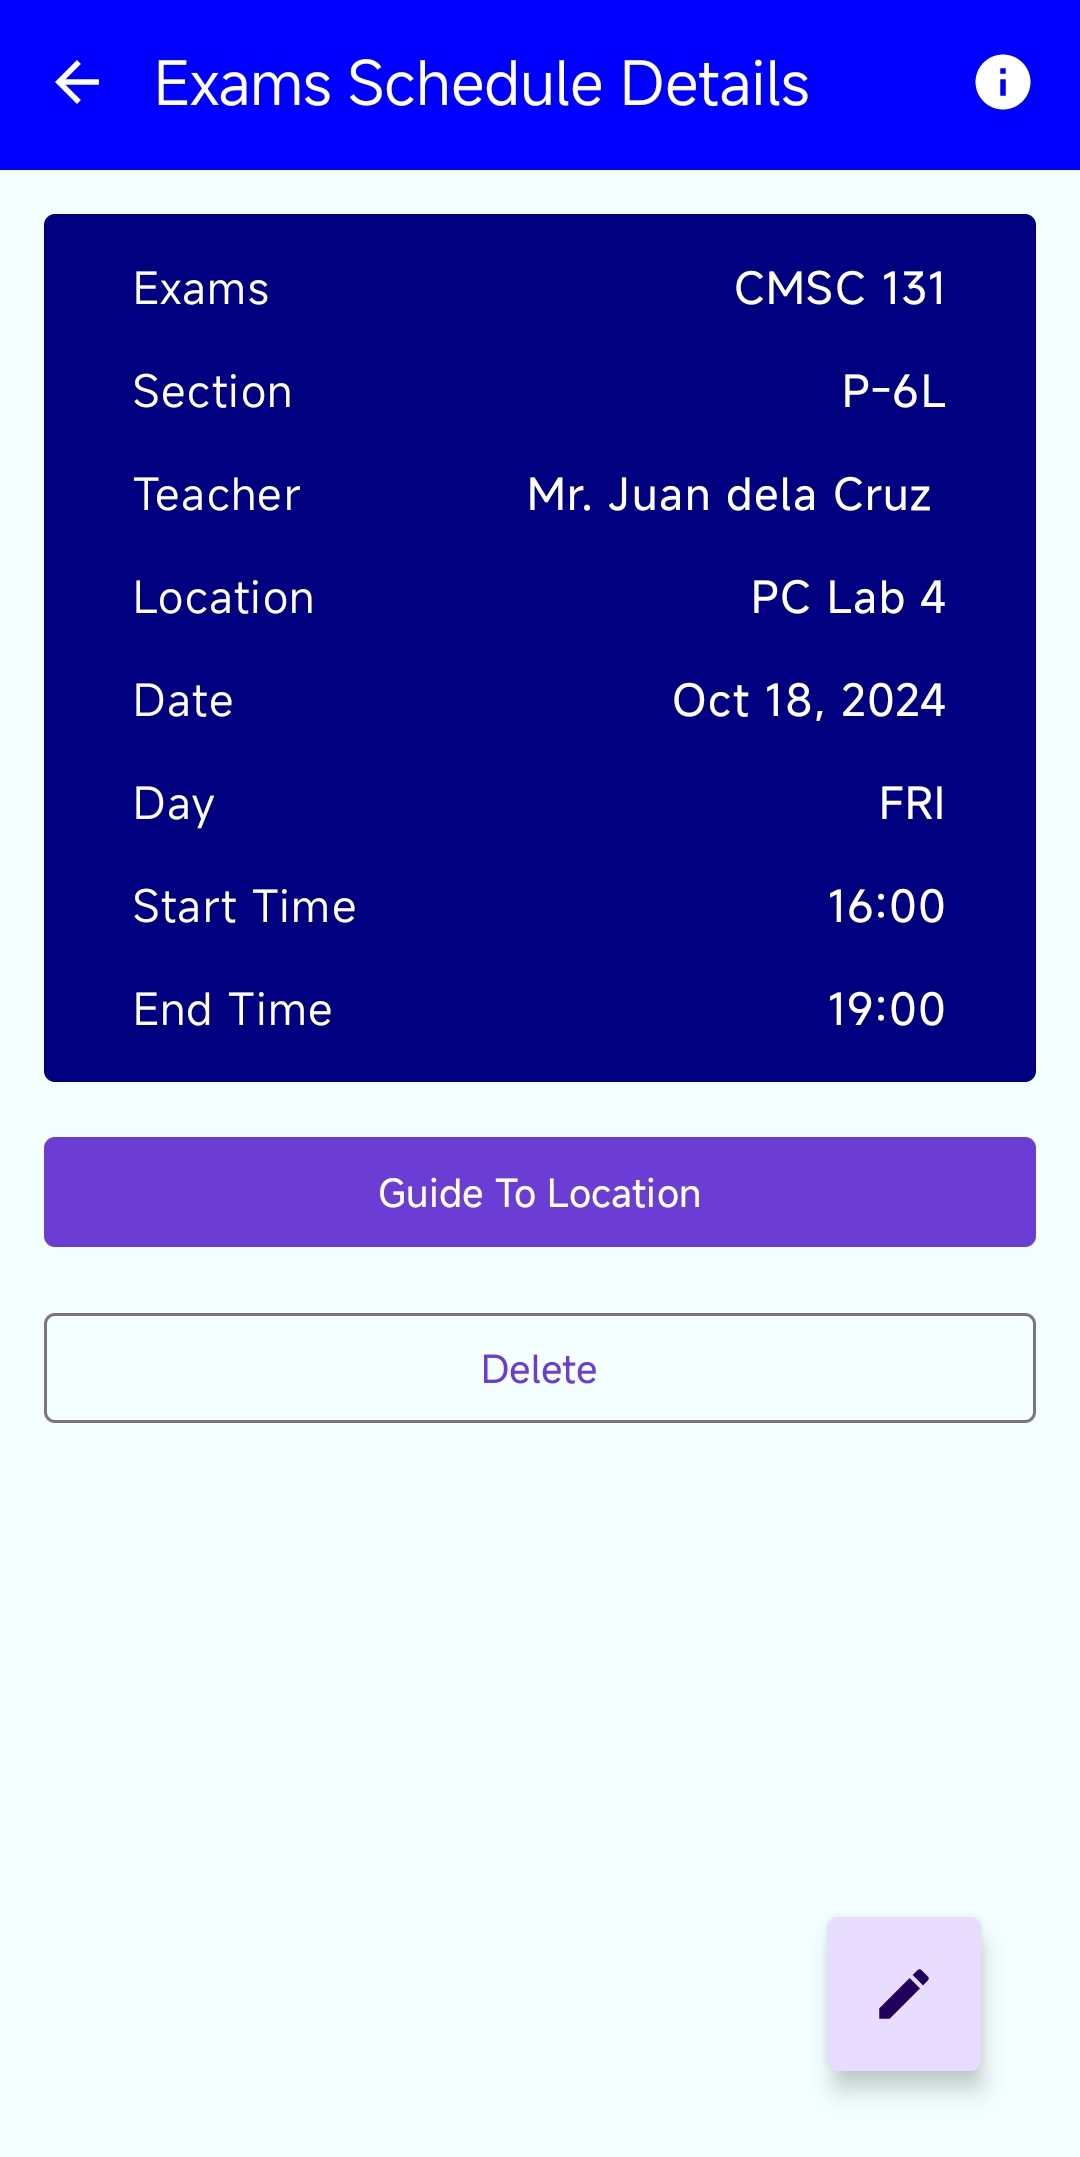 Exams Schedule Details
Exams CMSC 131
Section P-6L
Teacher Mr. Juan dela Cruz
Location PC Lab 4
Date Oct 18, 2024
Day FRI
Start Time 16:00
End Time 19:00
Guide To Location
Delete